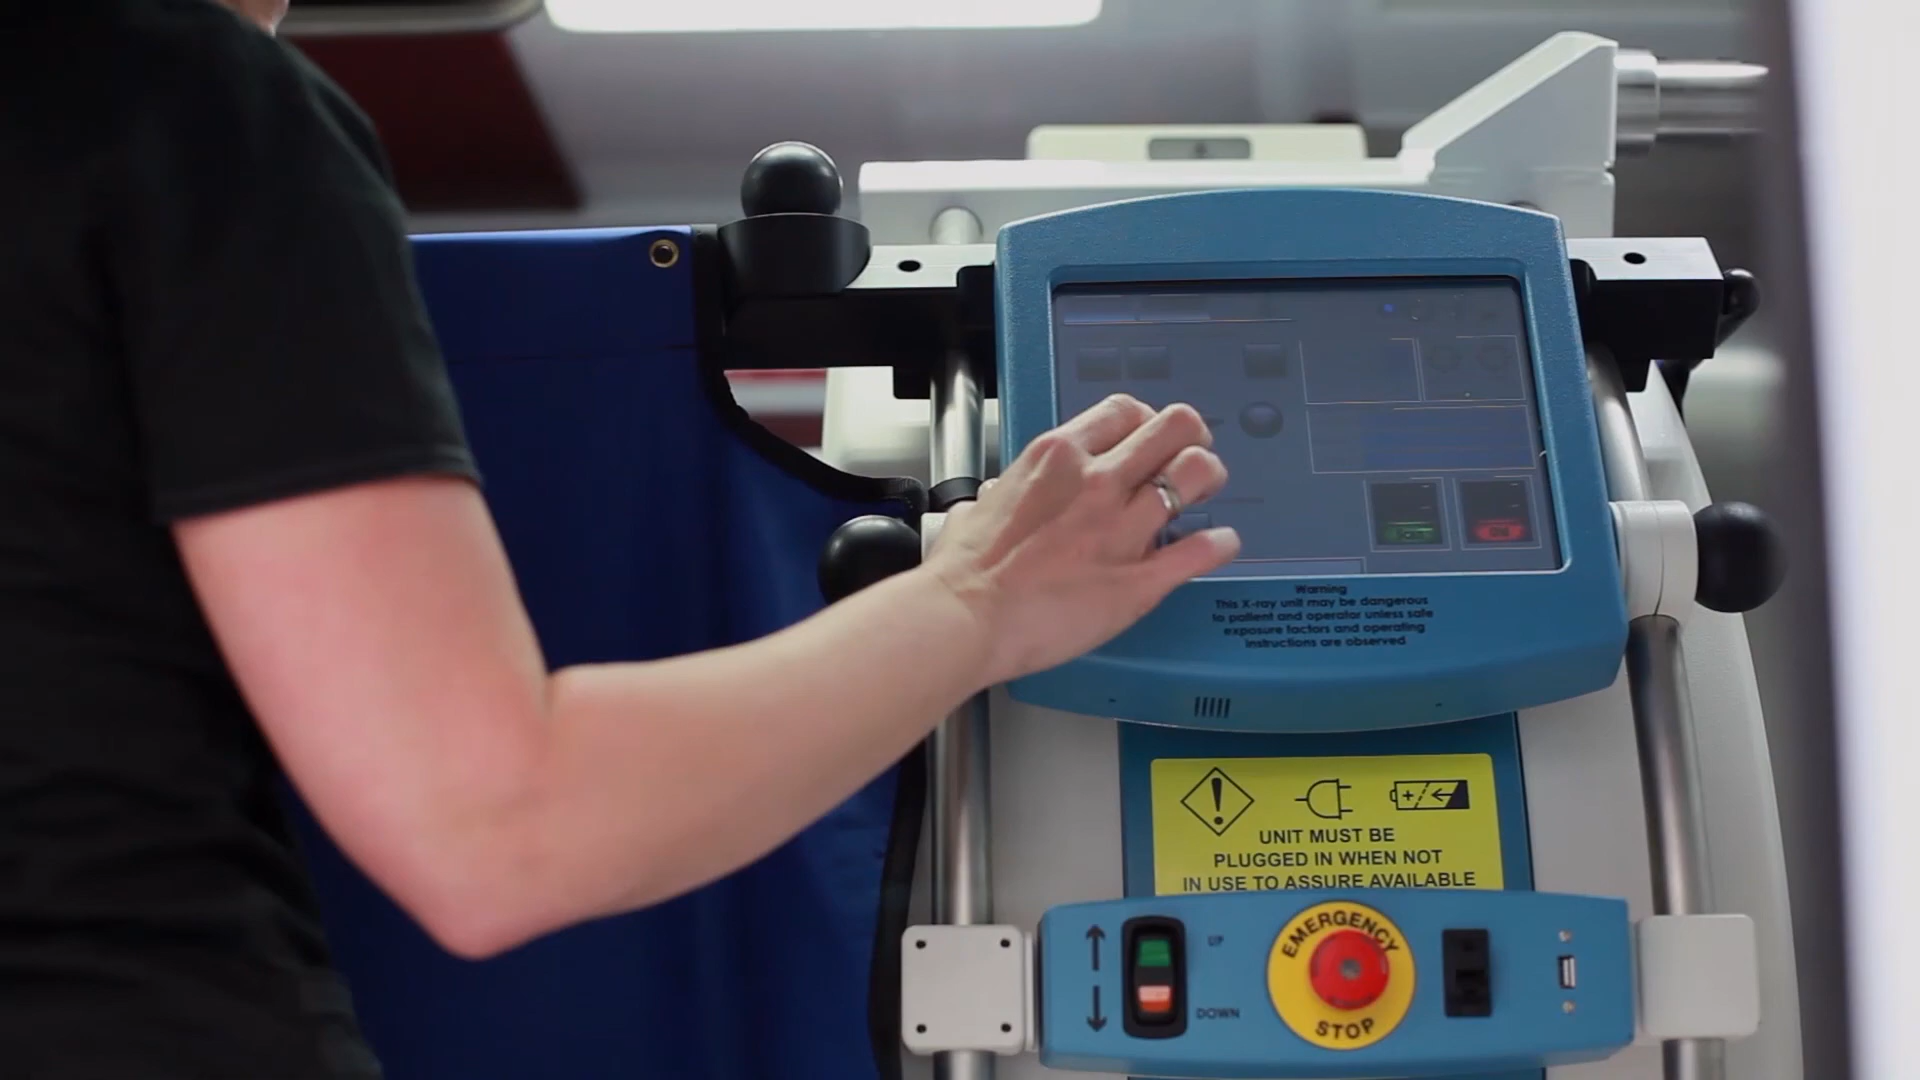 Warning
This X-ray unit may be dangerous
to patient and operator unless safe
exposure factors and operating
instructions are observed
UNIT MUST BE
PLUGGED IN WHEN NOT
IN USE TO ASSURE AVAILABLE
UP
DOWN
EMERGENCY
STOP